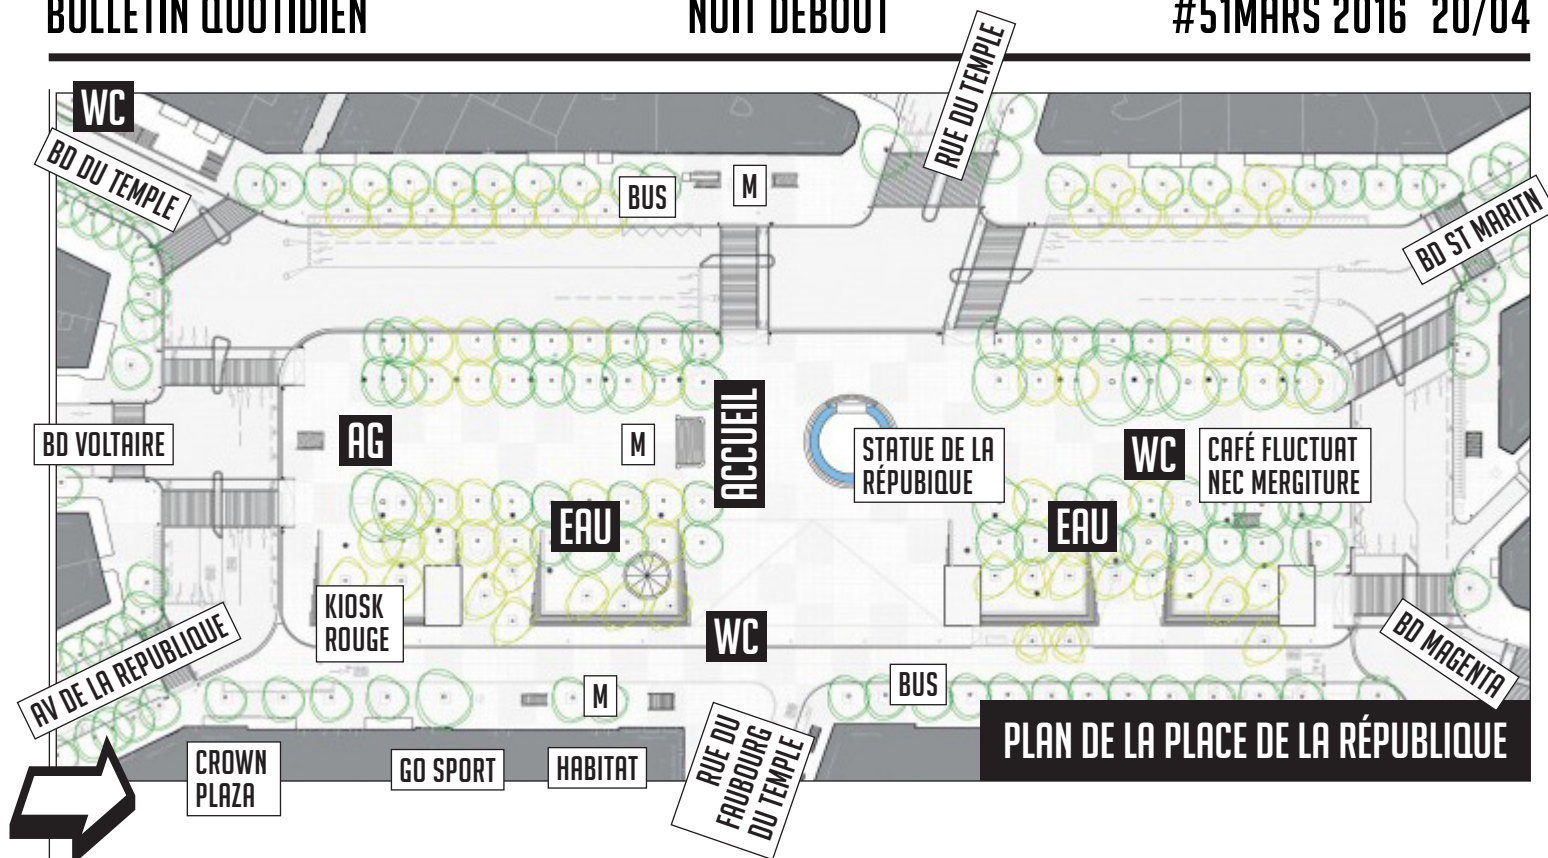 BULLETIN QUOTIDIEN
NUIT DEBOUT
#51MARS 2016 20/04
WC
RUE DU TEMPLE
BD DU TEMPLE
BUS
M
BD ST MARITN
BD VOLTAIRE
AG
M
ACCUEIL
STATUE DE LA
RÉPUBIQUE
WC
CAFÉ FLUCTUAT
NEC MERGITURE
EAU
EAU
KIOSK
ROUGE
WC
AV DE LA REPUBLIQUE
M
BUS
BD MAGENTA
CROWN
PLAZA
GO SPORT
HABITAT
RUE DU
FAUBOURG
DU TEMPLE
PLAN DE LA PLACE DE LA RÉPUBLIQUE